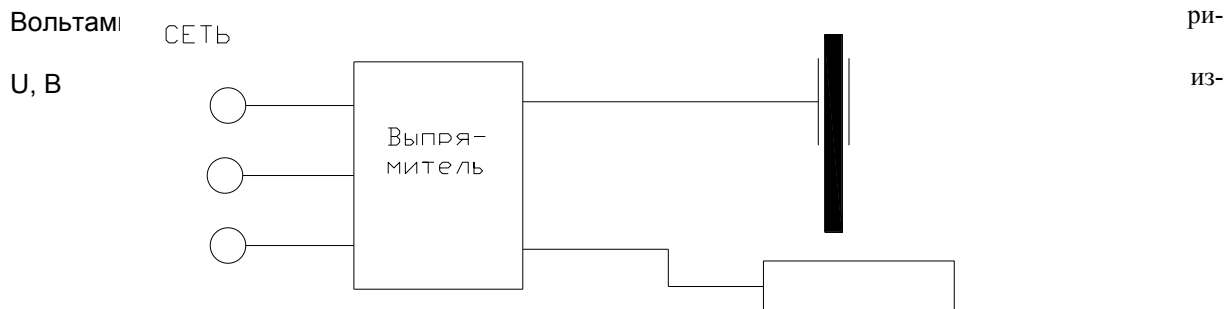 ри-
СЕТЬ
U, В
из-
Выпря-
митель